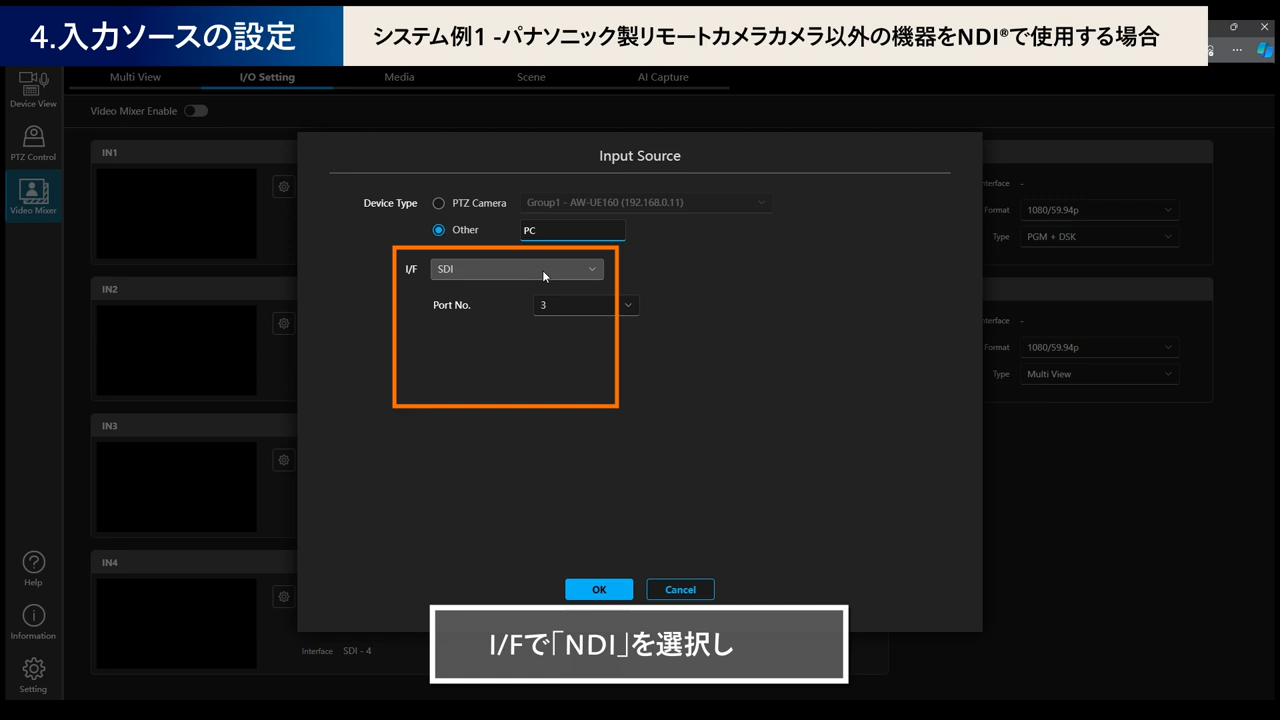 4.入力ソースの設定
システム例1 -パナソニック製リモートカメラカメラ以外の機器をNDI®で使用する場合
Device View
PTZ Control
Video Mixer
Help
Information
Setting
Multi View
I/O Setting
Media
Scene
AI Capture
Video Mixer Enable
IN1
IN2
IN3
IN4
Interface SDI - 4
Input Source
Device Type
PTZ Camera
Group1 - AW-UE160 (192.168.0.11)
Other
PC
I/F
SDI
Port No.
3
OK
Cancel
nterface -
Format 1080/59.94p
Type PGM + DSK
nterface -
Format 1080/59.94p
Type Multi View
I/Fで「NDI」を選択し